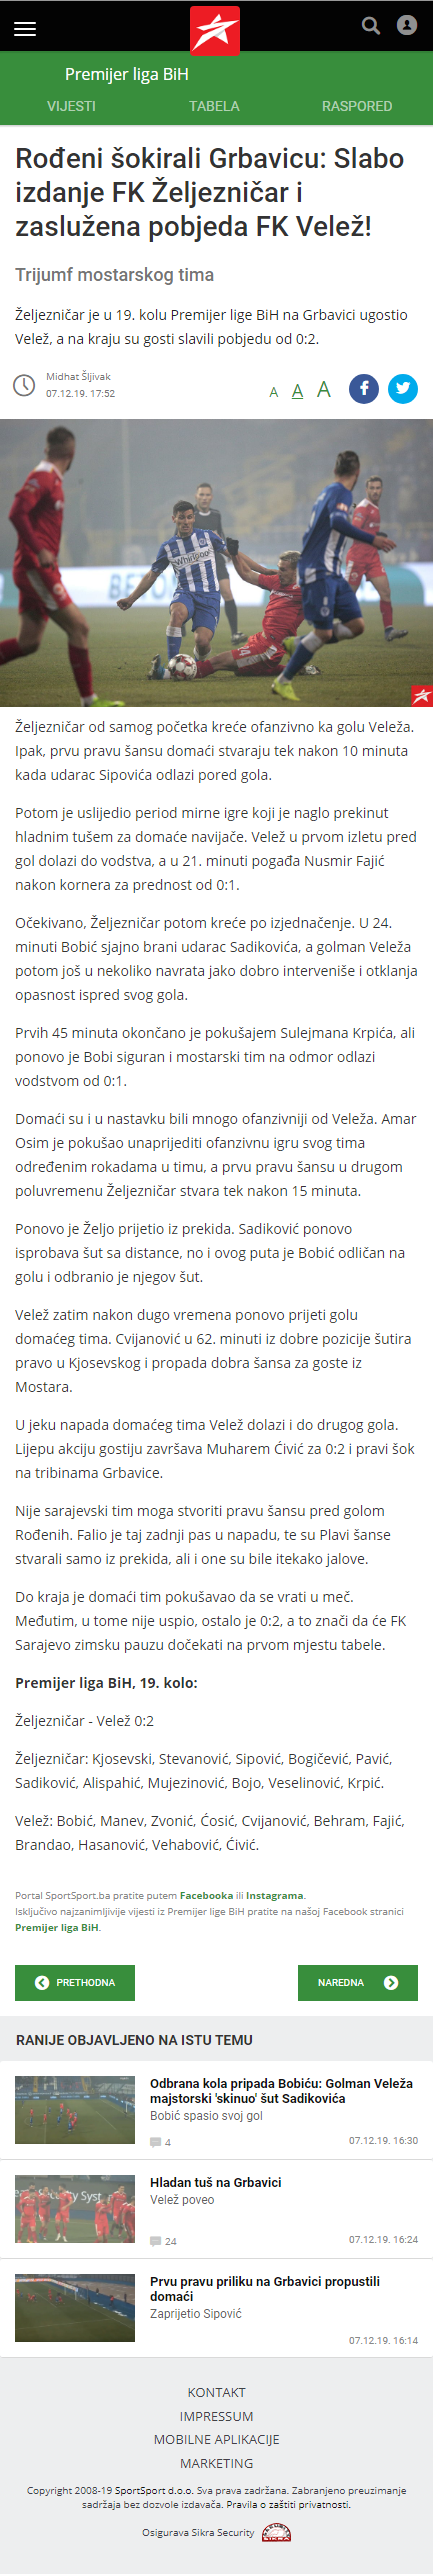 Premijer liga BiH
VIJESTI
TABELA
RASPORED
Rođeni šokirali Grbavicu: Slabo
izdanje FK Željezničar i
zaslužena pobjeda FK Velež!
Trijumf mostarskog tima
Željezničar je u 19. kolu Premijer lige BiH na Grbavici ugostio
Velež, a na kraju su gosti slavili pobjedu od 0:2.
Midhat Šljivak
07.12.19. 17:52
A A A
Whirlpool
Željezničar od samog početka kreće ofanzivno ka golu Veleža.
Ipak, prvu pravu šansu domaći stvaraju tek nakon 10 minuta
kada udarac Sipovića odlazi pored gola.
Potom je uslijedio period mirne igre koji je naglo prekinut
hladnim tušem za domaće navijače. Velež u prvom izletu pred
gol dolazi do vodstva, a u 21. minuti pogađa Nusmir Fajić
nakon kornera za prednost od 0:1.
Očekivano, Željezničar potom kreće po izjednačenje. U 24.
minuti Bobić sjajno brani udarac Sadikovića, a golman Veleža
potom još u nekoliko navrata jako dobro interveniše i otklanja
opasnost ispred svog gola.
Prvih 45 minuta okončano je pokušajem Sulejmana Krpića, ali
ponovo je Bobi siguran i mostarski tim na odmor odlazi
vodstvom od 0:1.
Domaći su i u nastavku bili mnogo ofanzivniji od Veleža. Amar
Osim je pokušao unaprijediti ofanzivnu igru svog tima
određenim rokadama u timu, a prvu pravu šansu u drugom
poluvremenu Željezničar stvara tek nakon 15 minuta.
Ponovo je Željo prijetio iz prekida. Sadiković ponovo
isprobava šut sa distance, no i ovog puta je Bobić odličan na
golu i odbranio je njegov šut.
Velež zatim nakon dugo vremena ponovo prijeti golu
domaćeg tima. Cvijanović u 62. minuti iz dobre pozicije šutira
pravo u Kjosevskog i propada dobra šansa za goste iz
Mostara.
U jeku napada domaćeg tima Velež dolazi i do drugog gola.
Lijepu akciju gostiju završava Muharem Ćivić za 0:2 i pravi šok
na tribinama Grbavice.
Nije sarajevski tim moga stvoriti pravu šansu pred golom
Rođenih. Falio je taj zadnji pas u napadu, te su Plavi šanse
stvarali samo iz prekida, ali i one su bile itekako jalove.
Do kraja je domaći tim pokušavao da se vrati u meč.
Međutim, u tome nije uspio, ostalo je 0:2, a to znači da će FK
Sarajevo zimsku pauzu dočekati na prvom mjestu tabele.
Premijer liga BiH, 19. kolo:
Željezničar - Velež 0:2
Željezničar: Kjosevski, Stevanović, Sipović, Bogičević, Pavić,
Sadiković, Alispahić, Mujezinović, Bojo, Veselinović, Krpić.
Velež: Bobić, Manev, Zvonić, Ćosić, Cvijanović, Behram, Fajić,
Brandao, Hasanović, Vehabović, Ćivić.
Portal SportSport.ba pratite putem Facebooka ili Instagrama.
Isključivo najzanimljivije vijesti iz Premijer lige BiH pratite na našoj Facebook stranici
Premijer liga BiH.
PRETHODNA
NAREDNA
RANIJE OBJAVLJENO NA ISTU TEMU
Odbrana kola pripada Bobiću: Golman Veleža
majstorski 'skinuo' šut Sadikovića
Bobić spasio svoj gol
4
07.12.19. 16:30
Hladan tuš na Grbavici
Velež poveo
24
07.12.19. 16:24
Prvu pravu priliku na Grbavici propustili
domaći
Zaprijetio Sipović
07.12.19. 16:14
KONTAKT
IMPRESSUM
MOBILNE APLIKACIJE
MARKETING
Copyright 2008-19 SportSport d.o.o. Sva prava zadržana. Zabranjeno preuzimanje
sadržaja bez dozvole izdavača. Pravila o zaštiti privatnosti.
Osigurava Sikra Security